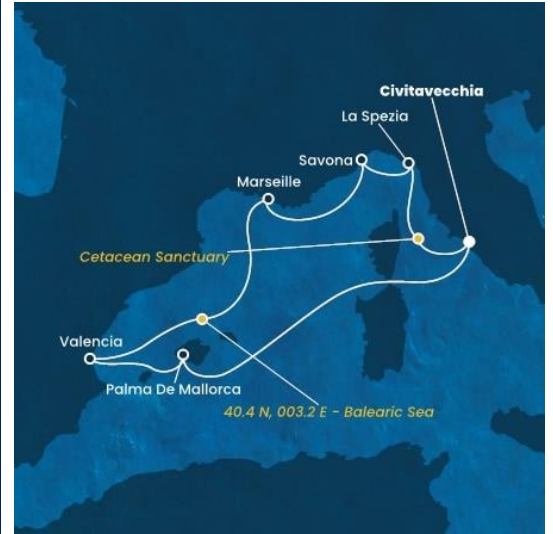 Civitavecchia
La Spezia
Savona
Marseille
Cetacean Sanctuary
Valencia
Palma De Mallorca
40.4 N, 003.2 E - Balearic Sea